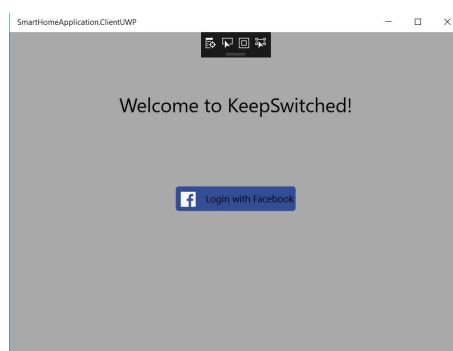 SmartHomeApplication.ClientUWP
Welcome to KeepSwitched!
Login with Facebook